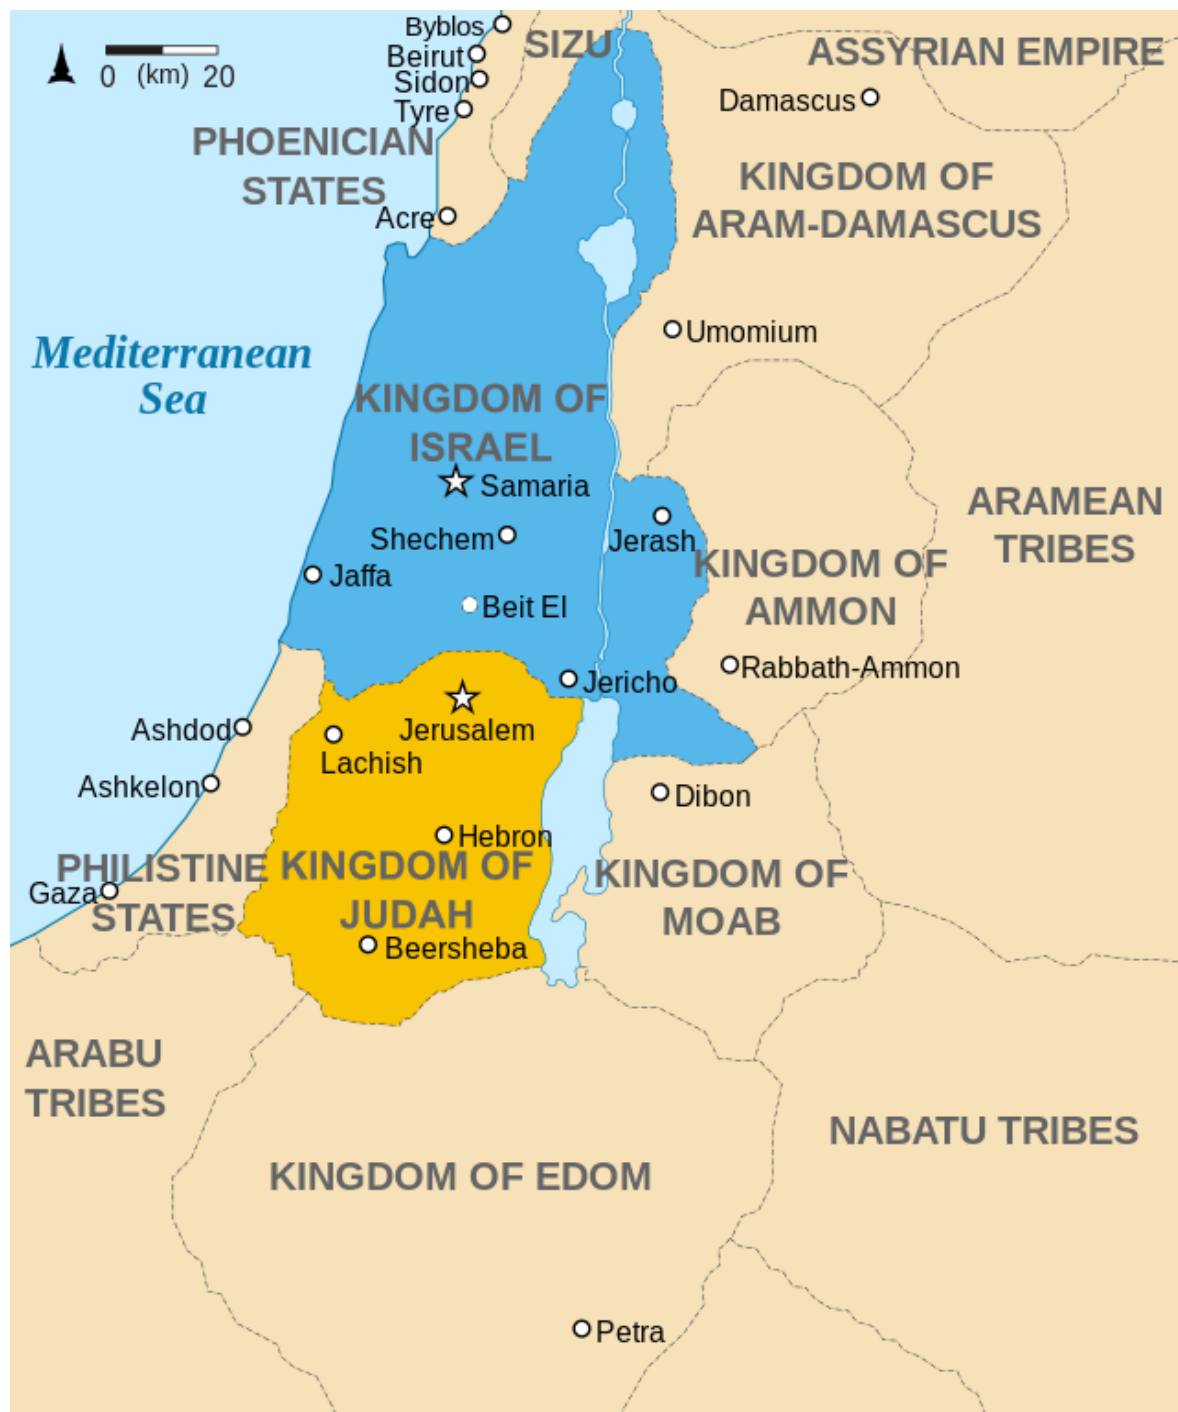 Byblos
Beirut
Sidon
Tyre
SIZU
ASSYRIAN EMPIRE
0 (km) 20
Damascus
PHOENICIAN
STATES
KINGDOM OF
ARAM-DAMASCUS
Acre
Umomium
Mediterranean
Sea
KINGDOM OF
ISRAEL
Samaria
ARAMEAN
TRIBES
Shechem
Jerash
KINGDOM OF
AMMON
Jaffa
Beit El
Rabbath-Ammon
Jericho
Ashdod
Jerusalem
Lachish
Ashkelon
Dibon
Hebron
PHILISTINE
STATES
Gaza
KINGDOM OF
JUDAH
KINGDOM OF
MOAB
Beersheba
ARABU
TRIBES
NABATU TRIBES
KINGDOM OF EDOM
Petra